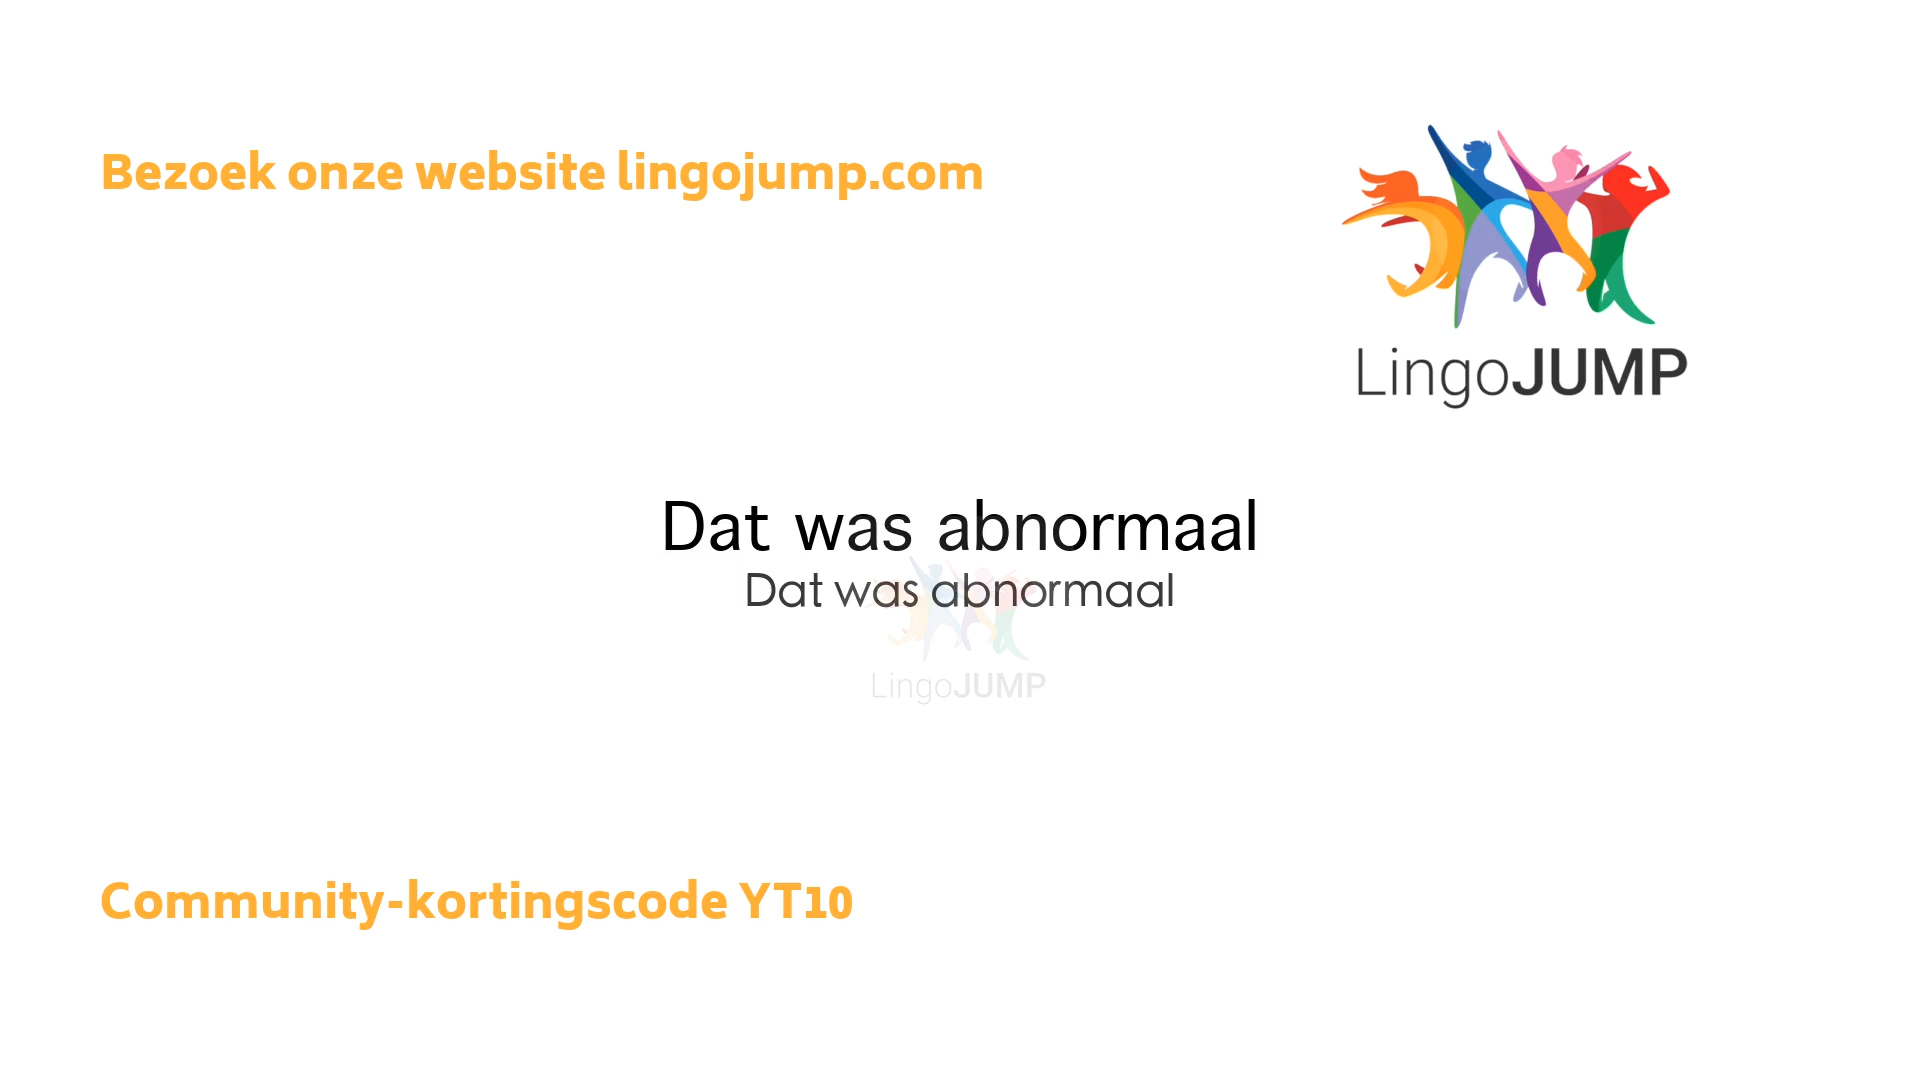 Bezoek onze website lingojump.com
LingoJUMP
Dat was abnormaal
Dat was abnormaal
LingoJUMP
Community-kortingscode YT10